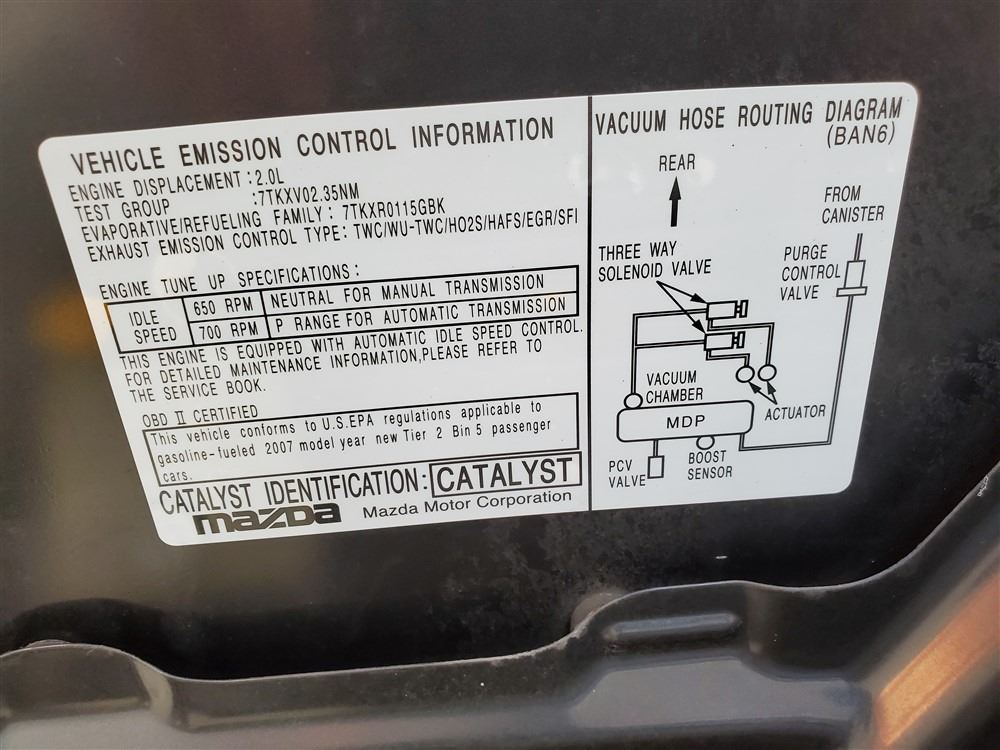 VEHICLE EMISSION CONTROL INFORMATION
ENGINE DISPLACEMENT : 2.0L
TEST GROUP :7TKXV02.35NM
EVAPORATIVE/REFUELING FAMILY : 7TKXR0115GBK
EXHAUST EMISSION CONTROL TYPE: TWC/WU-TWC/HO2S/HAFS/EGR/SFI
ENGINE TUNE UP SPECIFICATIONS :
IDLE SPEED
650 RPM NEUTRAL FOR MANUAL TRANSMISSION
700 RPM P RANGE FOR AUTOMATIC TRANSMISSION
THIS ENGINE IS EQUIPPED WITH AUTOMATIC IDLE SPEED CONTROL.
FOR DETAILED MAINTENANCE INFORMATION,PLEASE REFER TO
THE SERVICE BOOK.
OBD II CERTIFIED
This vehicle conforms to U.S.EPA regulations applicable to
gasoline-fueled 2007 model year new Tier 2 Bin 5 passenger
cars.
CATALYST IDENTIFICATION: CATALYST
mazda Mazda Motor Corporation
VACUUM HOSE ROUTING DIAGRAM
(BAN6)
REAR
FROM
CANISTER
THREE WAY
SOLENOID VALVE
PURGE
CONTROL
VALVE
VACUUM
CHAMBER
ACTUATOR
MDP
PCV
VALVE
BOOST
SENSOR